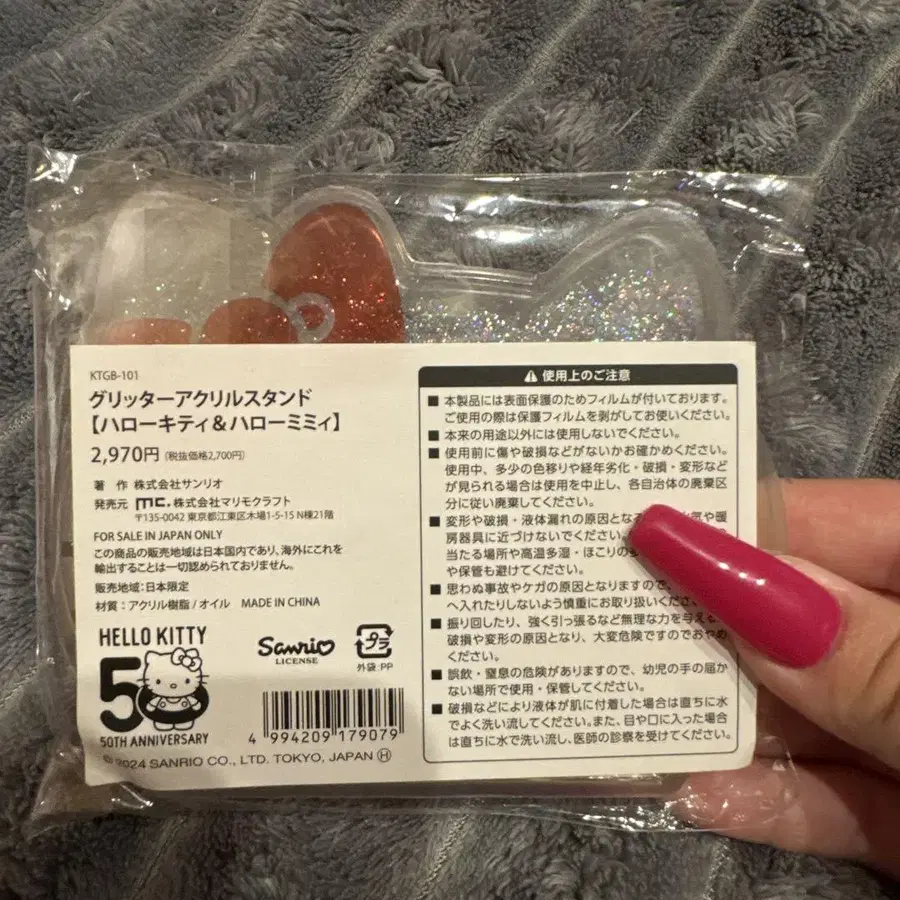 KTGB-101
グリッターアクリルスタンド
【ハローキティ&ハローミミィ】
2,970円 (税抜価格2,700円)
著 作 株式会社サンリオ
発売元 mc. 株式会社マリモクラフト
〒135-0042 東京都江東区木場1-5-15 N棟21階
FOR SALE IN JAPAN ONLY
この商品の販売地域は日本国内であり、海外にこれを
輸出することは一切認められておりません。
販売地域:日本限定
材質:アクリル樹脂/オイル MADE IN CHINA
HELLO KITTY
50
50TH ANNIVERSARY
Sanrio
LICENSE
プラ
外袋:PP
4 994209 179079
© 2024 SANRIO CO., LTD. TOKYO, JAPAN Ⓗ
⚠ 使用上のご注意
■ 本製品には表面保護のためフィルムが付いております。
ご使用の際は保護フィルムを剥がしてお使いください。
■ 本来の用途以外には使用しないでください。
■ 使用前に傷や破損などがないかお確かめください。
使用中、多少の色移りや経年劣化・破損・変形など
が見られる場合は使用を中止し、各自治体の廃棄区
分に従い廃棄してください。
■ 変形や破損・液体漏れの原因となる 気や暖
房器具に近づけないでください。
当たる場所や高温多湿・ほこりの多
や保管も避けてください。
■ 思わぬ事故やケガの原因となりますので、
へ入れたりしないよう慎重にお取り扱いくださ
■ 振り回したり、強く引っ張るなど無理な力を与える
破損や変形の原因となり、大変危険ですのでおやめ
ください。
■ 誤飲・窒息の危険がありますので、幼児の手の届か
ない場所で使用・保管してください。
■ 破損などにより液体が肌に付着した場合は直ちに水
でよく洗い流してください。また、目や口に入った場合
は直ちに水で洗い流し、医師の診察を受けてください。